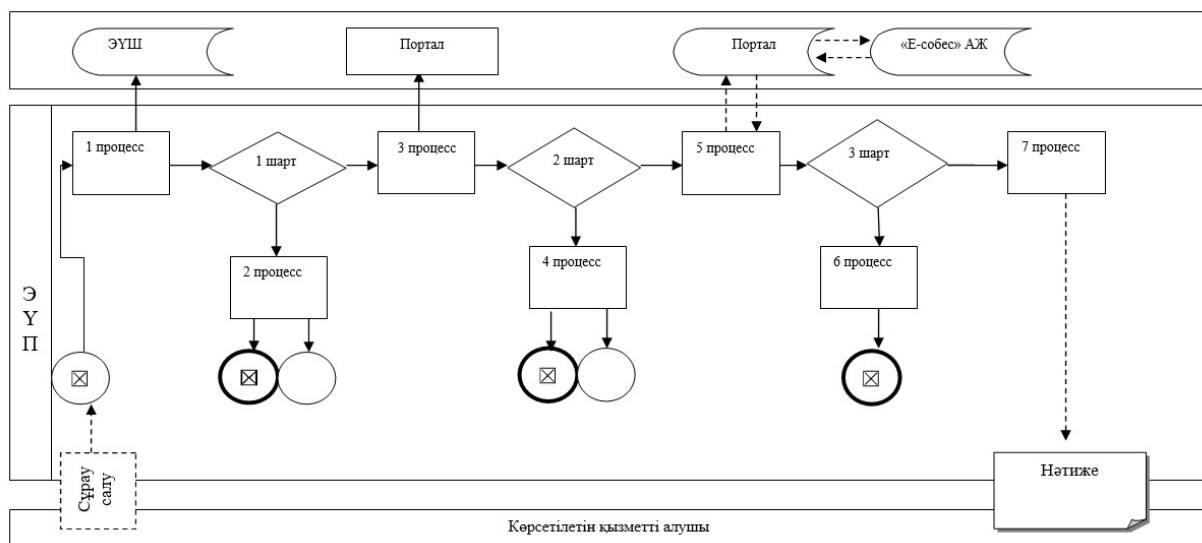 ЭҮШ
Портал
Портал
«Е-собес» АЖ
1 процесс
1 шарт
3 процесс
2 шарт
5 процесс
3 шарт
7 процесс
2 процесс
4 процесс
6 процесс
Э
Ү
П
Сұрау
салу
Нәтиже
Көрсетілетін қызметті алушы